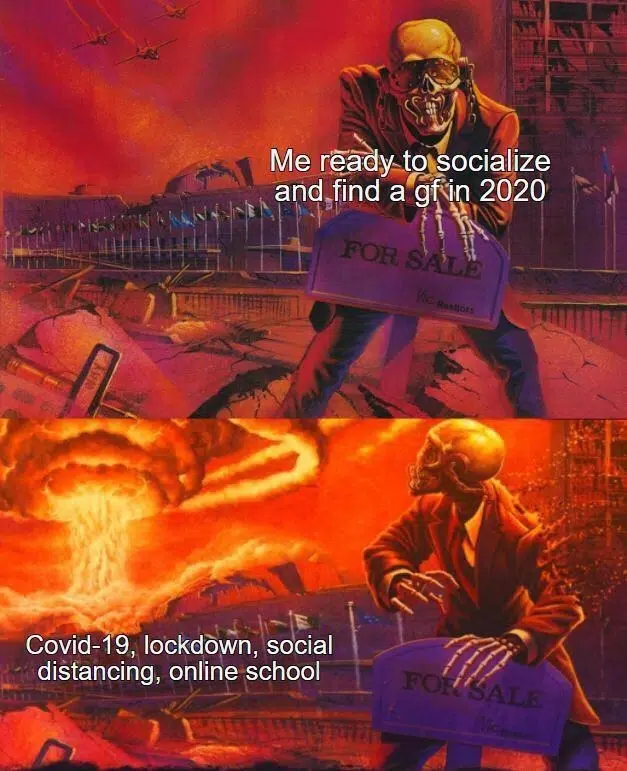 Me ready to socialize
and find a gf in 2020
FOR SALE
Realtors
Covid-19, lockdown, social
distancing, online school
FOR SALE